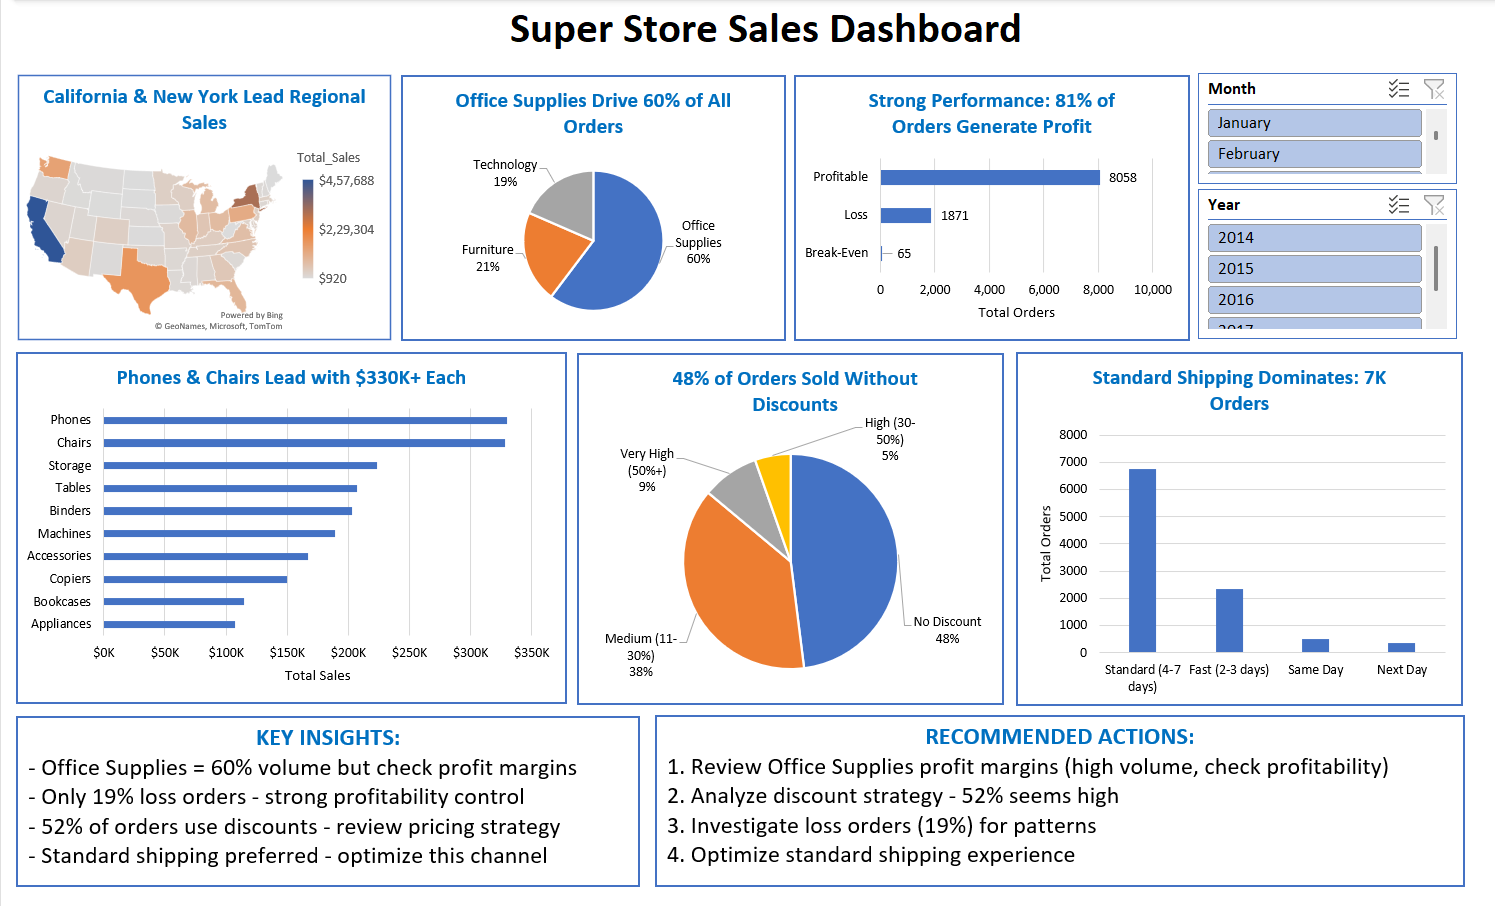 Super Store Sales Dashboard
California & New York Lead Regional
Sales
Total_Sales
$4,57,688
$2,29,304
$920
Powered by Bing
© GeoNames, Microsoft, TomTom
Office Supplies Drive 60% of All
Orders
Technology
19%
Furniture
21%
Office
Supplies
60%
Strong Performance: 81% of
Orders Generate Profit
Profitable
8058
Loss
1871
Break-Even
65
0
2,000
4,000
6,000
8,000
10,000
Total Orders
Month
January
February
Year
2014
2015
2016
2017
Phones & Chairs Lead with $330K+ Each
Phones
Chairs
Storage
Tables
Binders
Machines
Accessories
Copiers
Bookcases
Appliances
$0K
$50K
$100K
$150K
$200K
$250K
$300K
$350K
Total Sales
48% of Orders Sold Without
Discounts
High (30-
50%)
5%
Very High
(50%+)
9%
No Discount
48%
Medium (11-
30%)
38%
Standard Shipping Dominates: 7K
Orders
8000
7000
6000
5000
4000
3000
2000
1000
0
Total Orders
Standard (4-7
days)
Fast (2-3 days)
Same Day
Next Day
KEY INSIGHTS:
- Office Supplies = 60% volume but check profit margins
- Only 19% loss orders - strong profitability control
- 52% of orders use discounts - review pricing strategy
- Standard shipping preferred - optimize this channel
RECOMMENDED ACTIONS:
1. Review Office Supplies profit margins (high volume, check profitability)
2. Analyze discount strategy - 52% seems high
3. Investigate loss orders (19%) for patterns
4. Optimize standard shipping experience